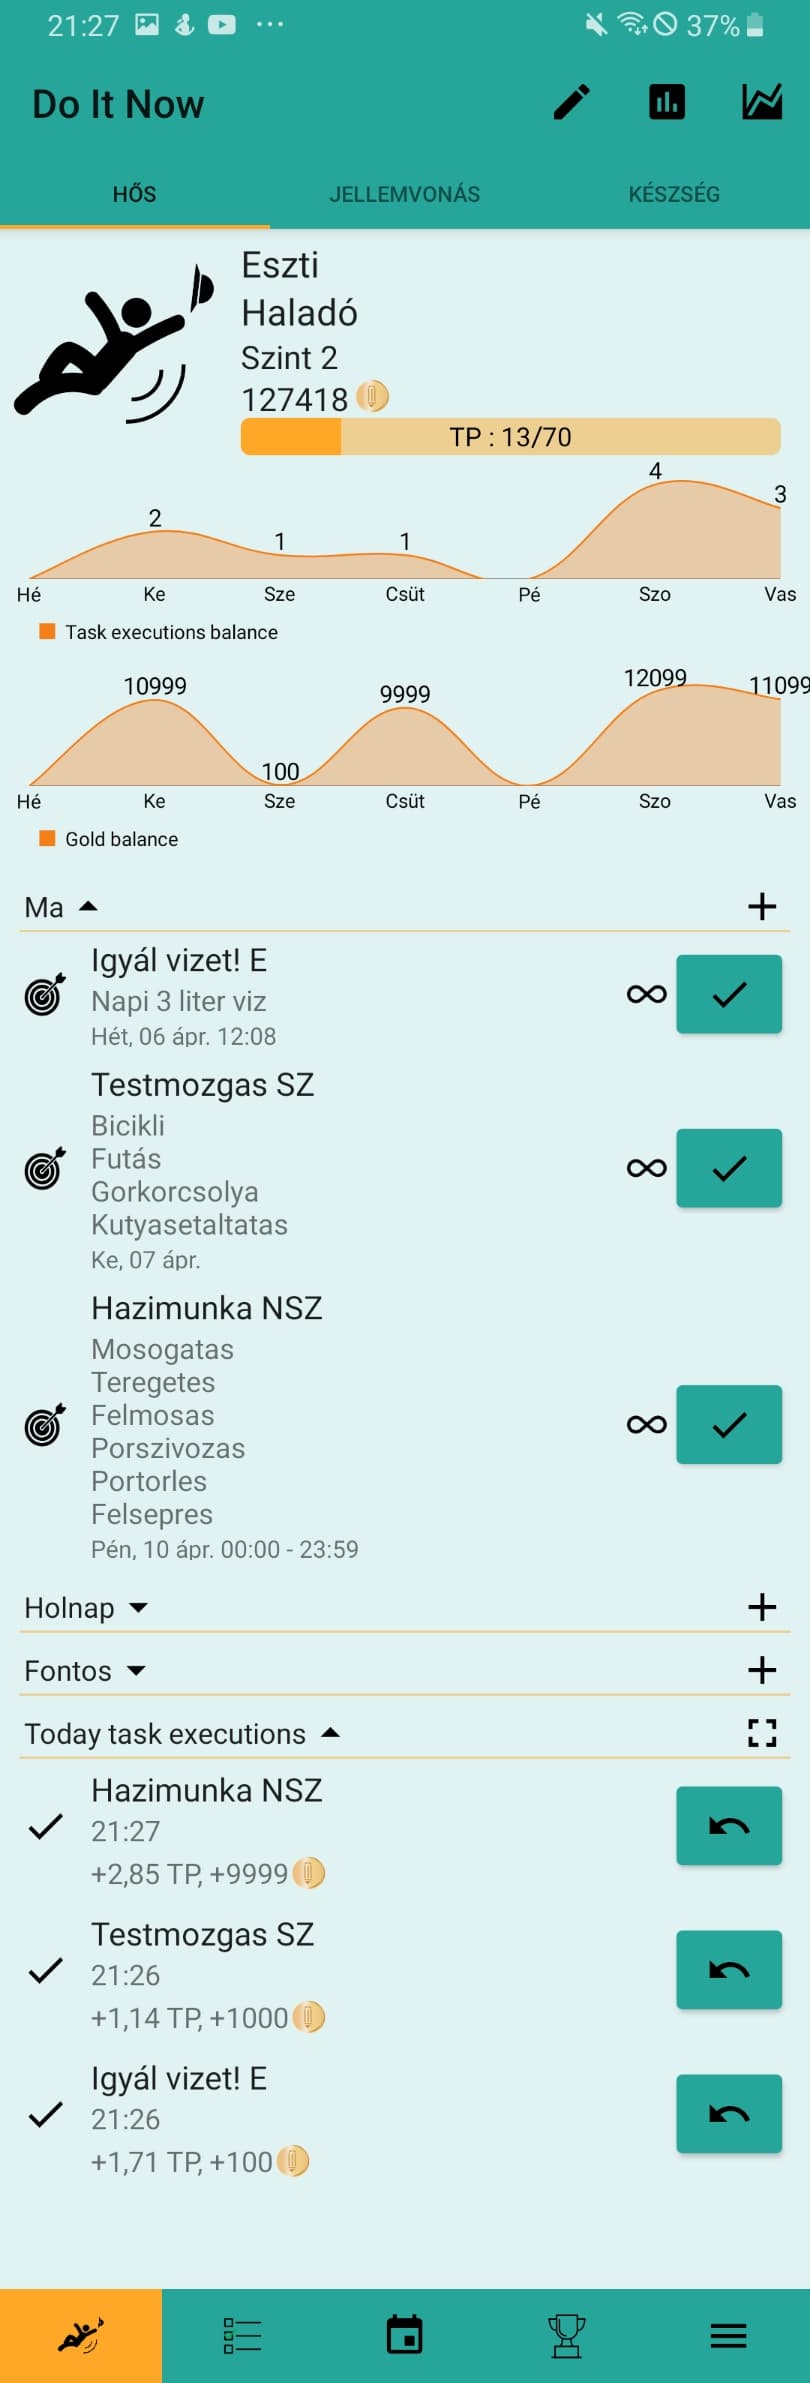 21:27
37%
Do It Now
HŐS
JELLEMVONÁS
KÉSZSÉG
Eszti
Haladó
Szint 2
127418
TP : 13/70
2
1
1
4
3
Hé
Ke
Sze
Csüt
Pé
Szo
Vas
Task executions balance
10999
100
9999
12099
11099
Hé
Ke
Sze
Csüt
Pé
Szo
Vas
Gold balance
Ma
Igyál vizet! E
Napi 3 liter viz
Hét, 06 ápr. 12:08
Testmozgas SZ
Bicikli
Futás
Gorkorcsolya
Kutyasetaltatas
Ke, 07 ápr.
Hazimunka NSZ
Mosogatas
Teregetes
Felmosas
Porszivozas
Portorles
Felsepres
Pén, 10 ápr. 00:00 - 23:59
Holnap
Fontos
Today task executions
Hazimunka NSZ
21:27
+2,85 TP, +9999
Testmozgas SZ
21:26
+1,14 TP, +1000
Igyál vizet! E
21:26
+1,71 TP, +100